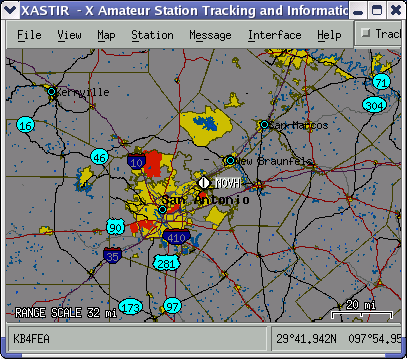 XASTIR - X Amateur Station Tracking and Informatic
File View Map Station Message Interface Help Track
71
Kerrville
304
16
San Marcos
46
10
New Braunfels
MOWH
San Antonio
90
410
35
281
20 mi
173
97
RANGE SCALE 32 mi
KB4FEA
29°41.942N 097°54.95